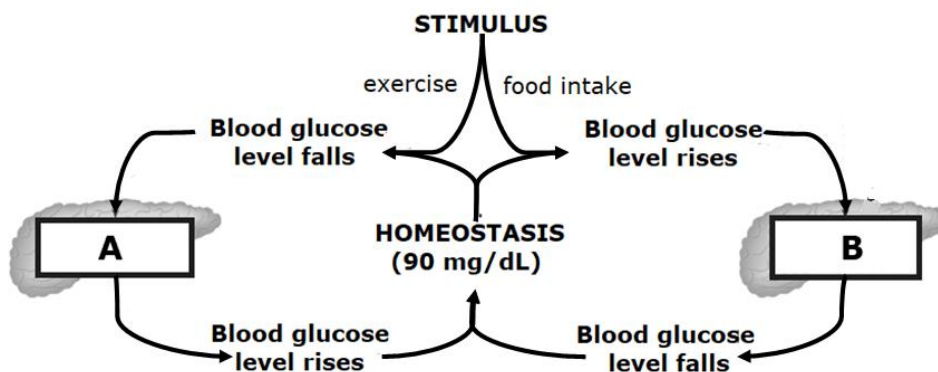 STIMULUS
exercise
food intake
Blood glucose
level falls
Blood glucose
level rises
A
HOMEOSTASIS
(90 mg/dL)
B
Blood glucose
level rises
Blood glucose
level falls